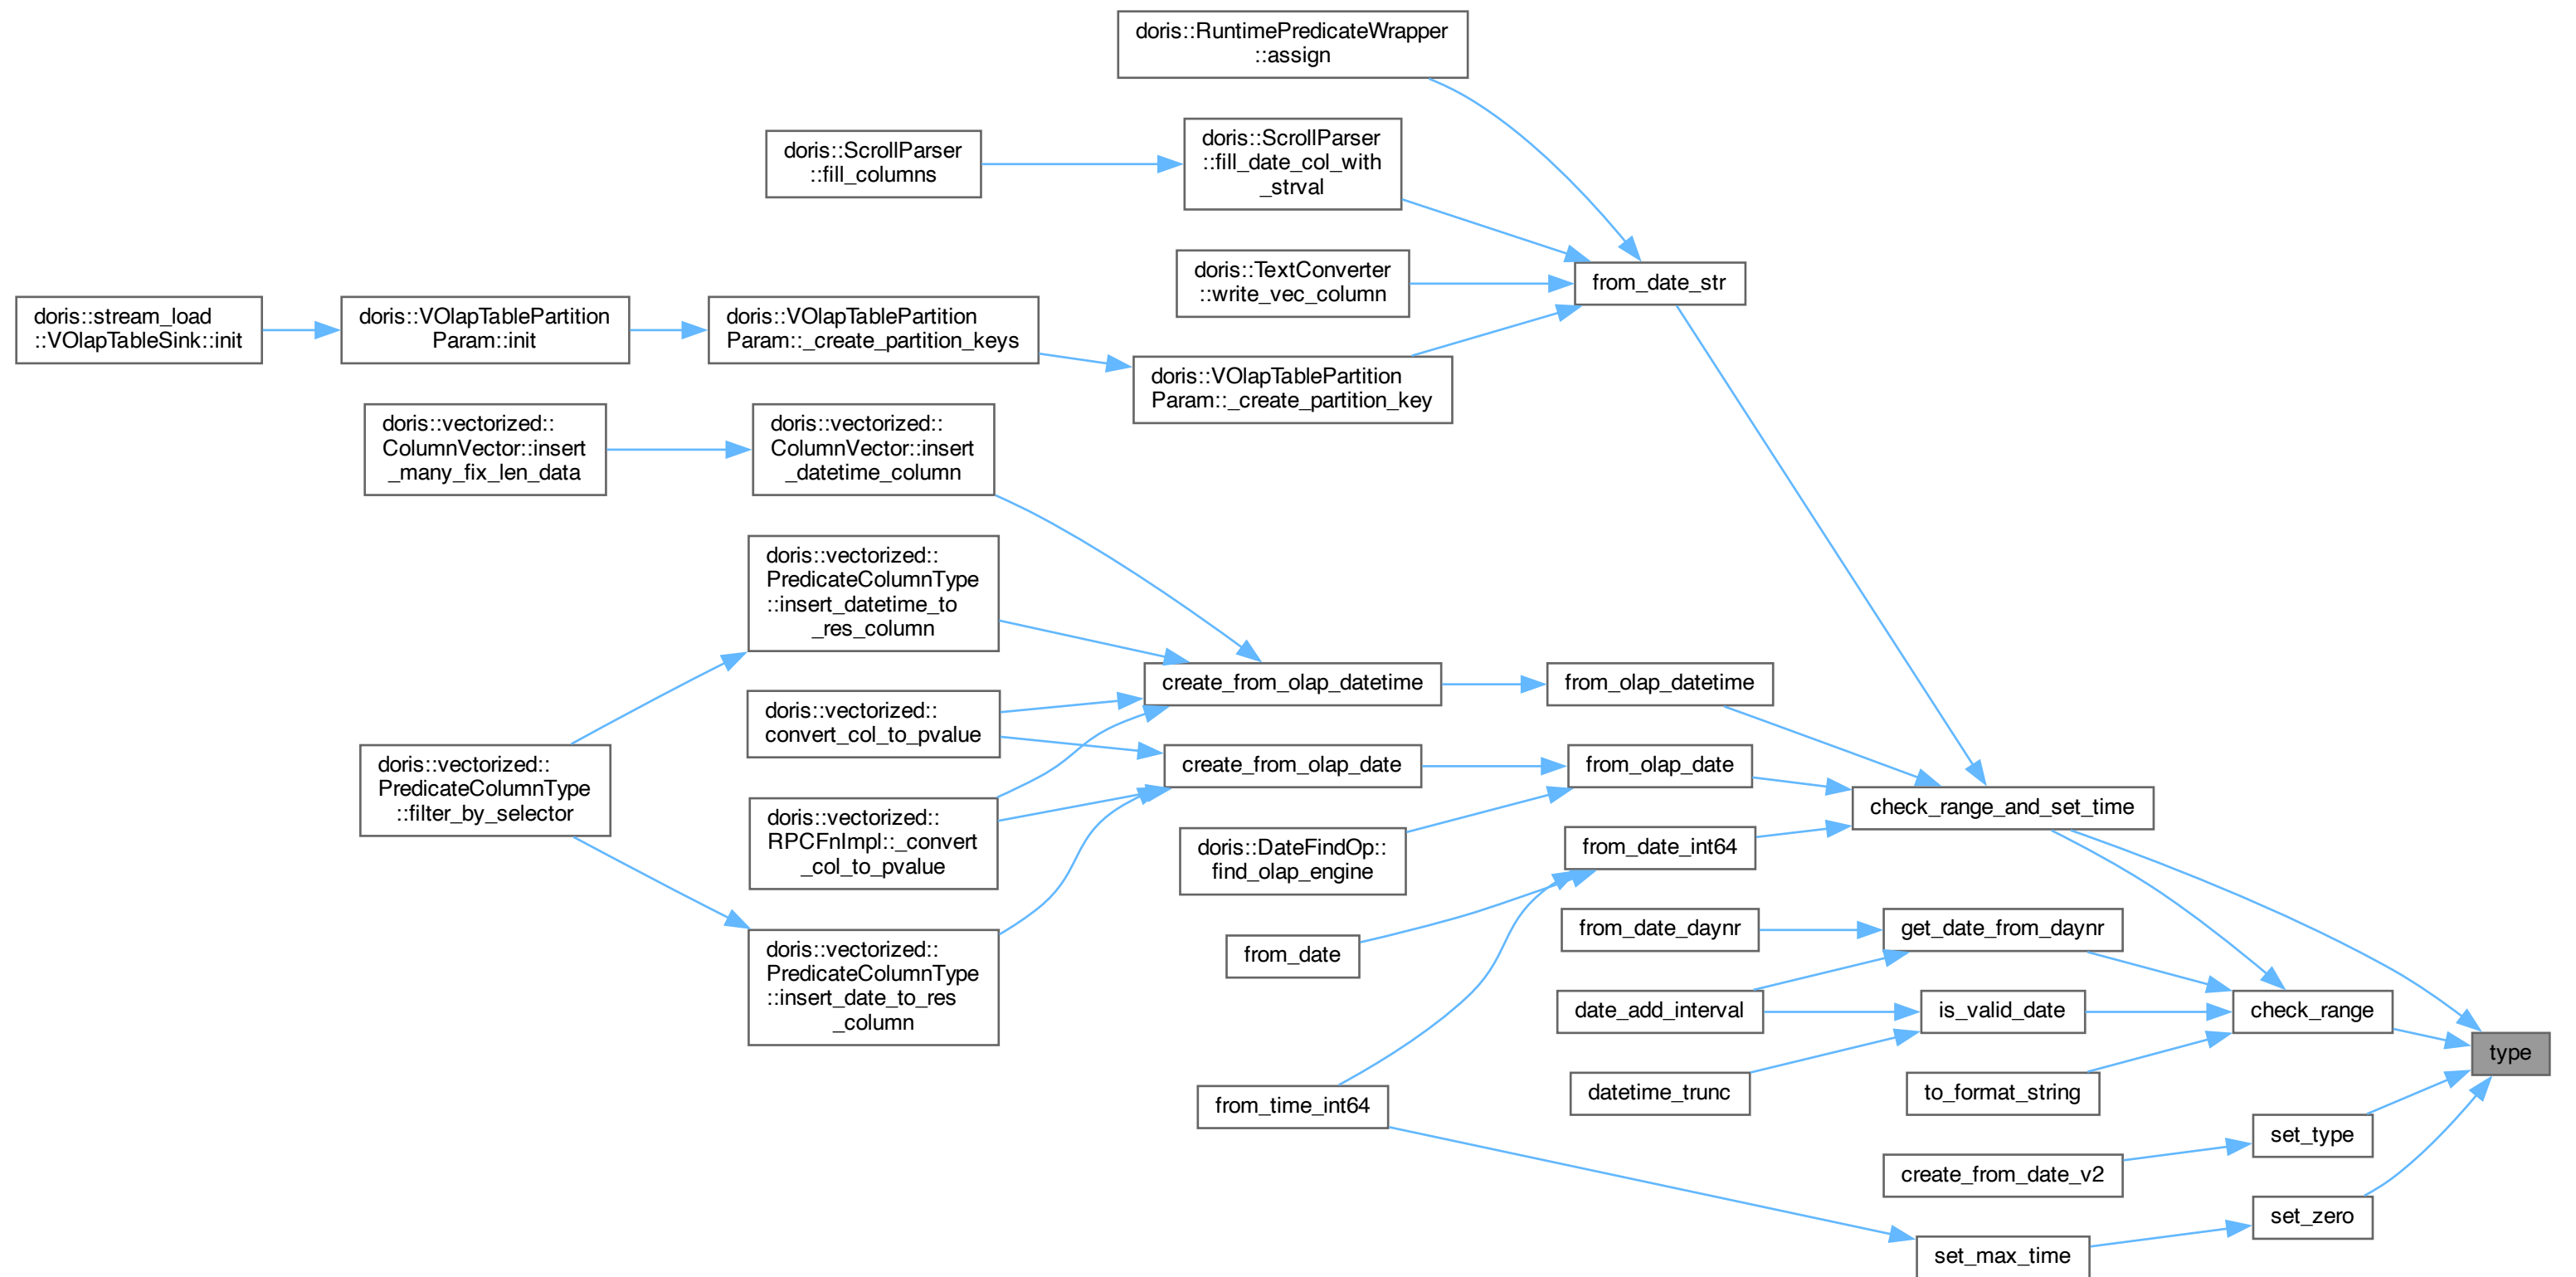 doris::RuntimePredicateWrapper
::assign
doris::ScrollParser
::fill_columns
doris::ScrollParser
::fill_date_col_with
_strval
doris::TextConverter
::write_vec_column
from_date_str
doris::stream_load
::VOlapTableSink::init
doris::VOlapTablePartition
Param::init
doris::VOlapTablePartition
Param::_create_partition_keys
doris::VOlapTablePartition
Param::_create_partition_key
doris::vectorized::
ColumnVector::insert
_many_fix_len_data
doris::vectorized::
ColumnVector::insert
_datetime_column
doris::vectorized::
PredicateColumnType
::insert_datetime_to
_res_column
create_from_olap_datetime
from_olap_datetime
doris::vectorized::
convert_col_to_pvalue
doris::vectorized::
PredicateColumnType
::filter_by_selector
create_from_olap_date
from_olap_date
check_range_and_set_time
doris::vectorized::
RPCFnImpl::_convert
_col_to_pvalue
doris::DateFindOp::
find_olap_engine
from_date_int64
from_date_daynr
get_date_from_daynr
from_date
doris::vectorized::
PredicateColumnType
::insert_date_to_res
_column
date_add_interval
is_valid_date
check_range
type
datetime_trunc
to_format_string
from_time_int64
set_type
create_from_date_v2
set_zero
set_max_time